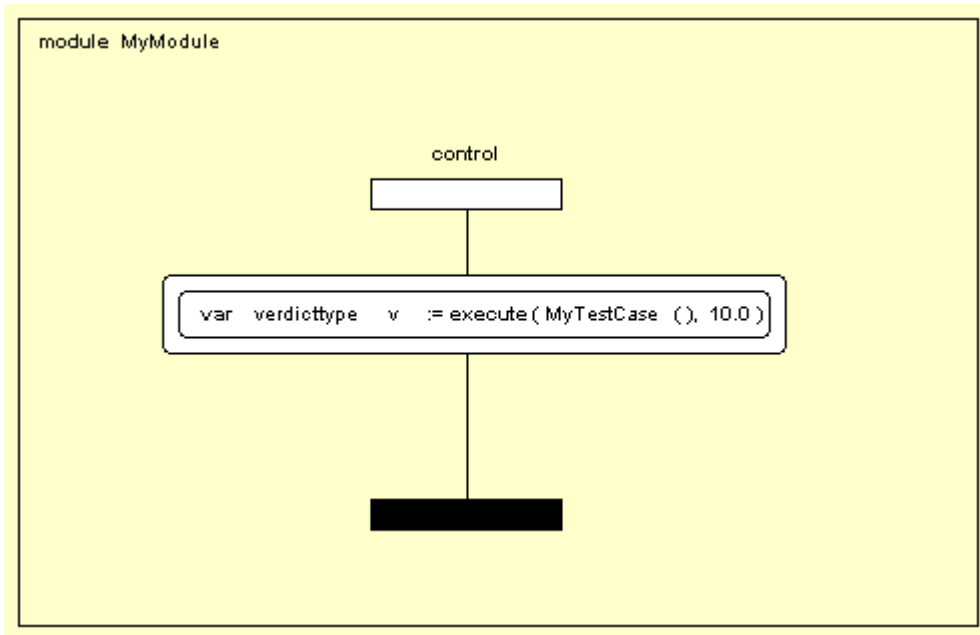 module MyModule
control
var verdicttype v := execute ( MyTestCase (), 10.0 )